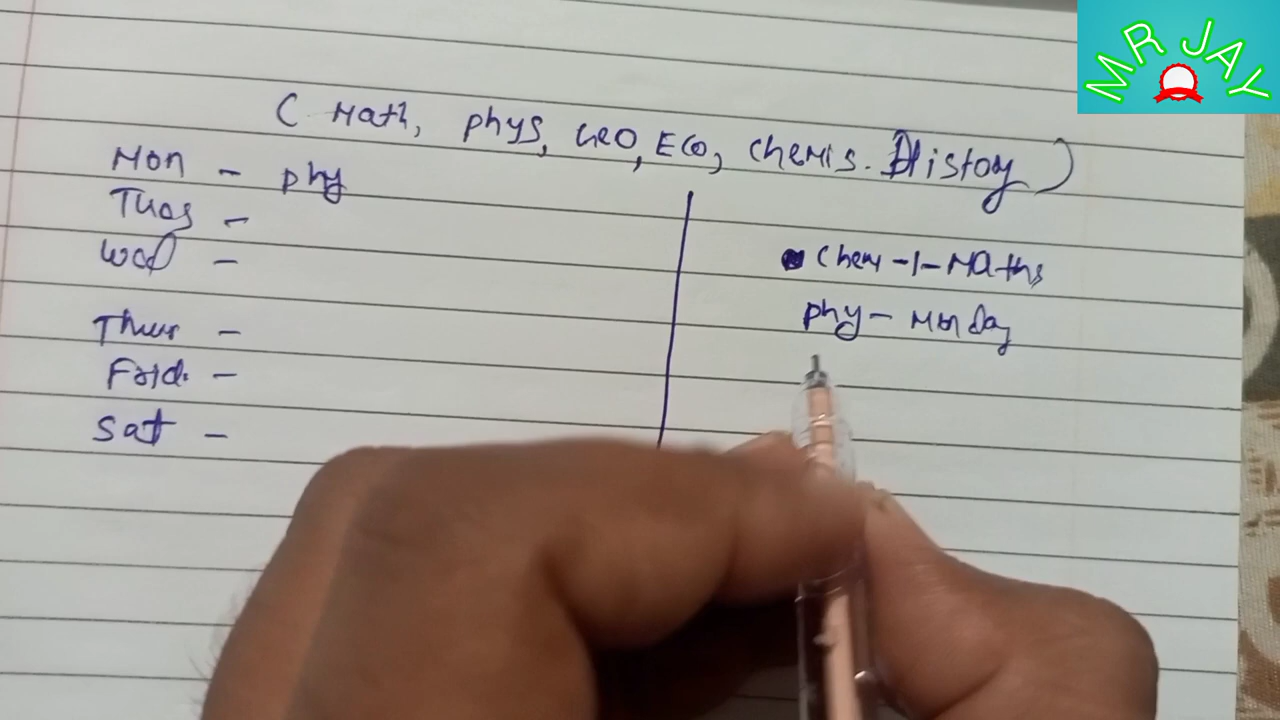 MR JAY
( Math, phys, Geo, Eco, Chemis. History )
Mon - phy
Tues -
Wed -
Thur -
Frid. -
Sat -
Chem -1- Maths
phy - Monday